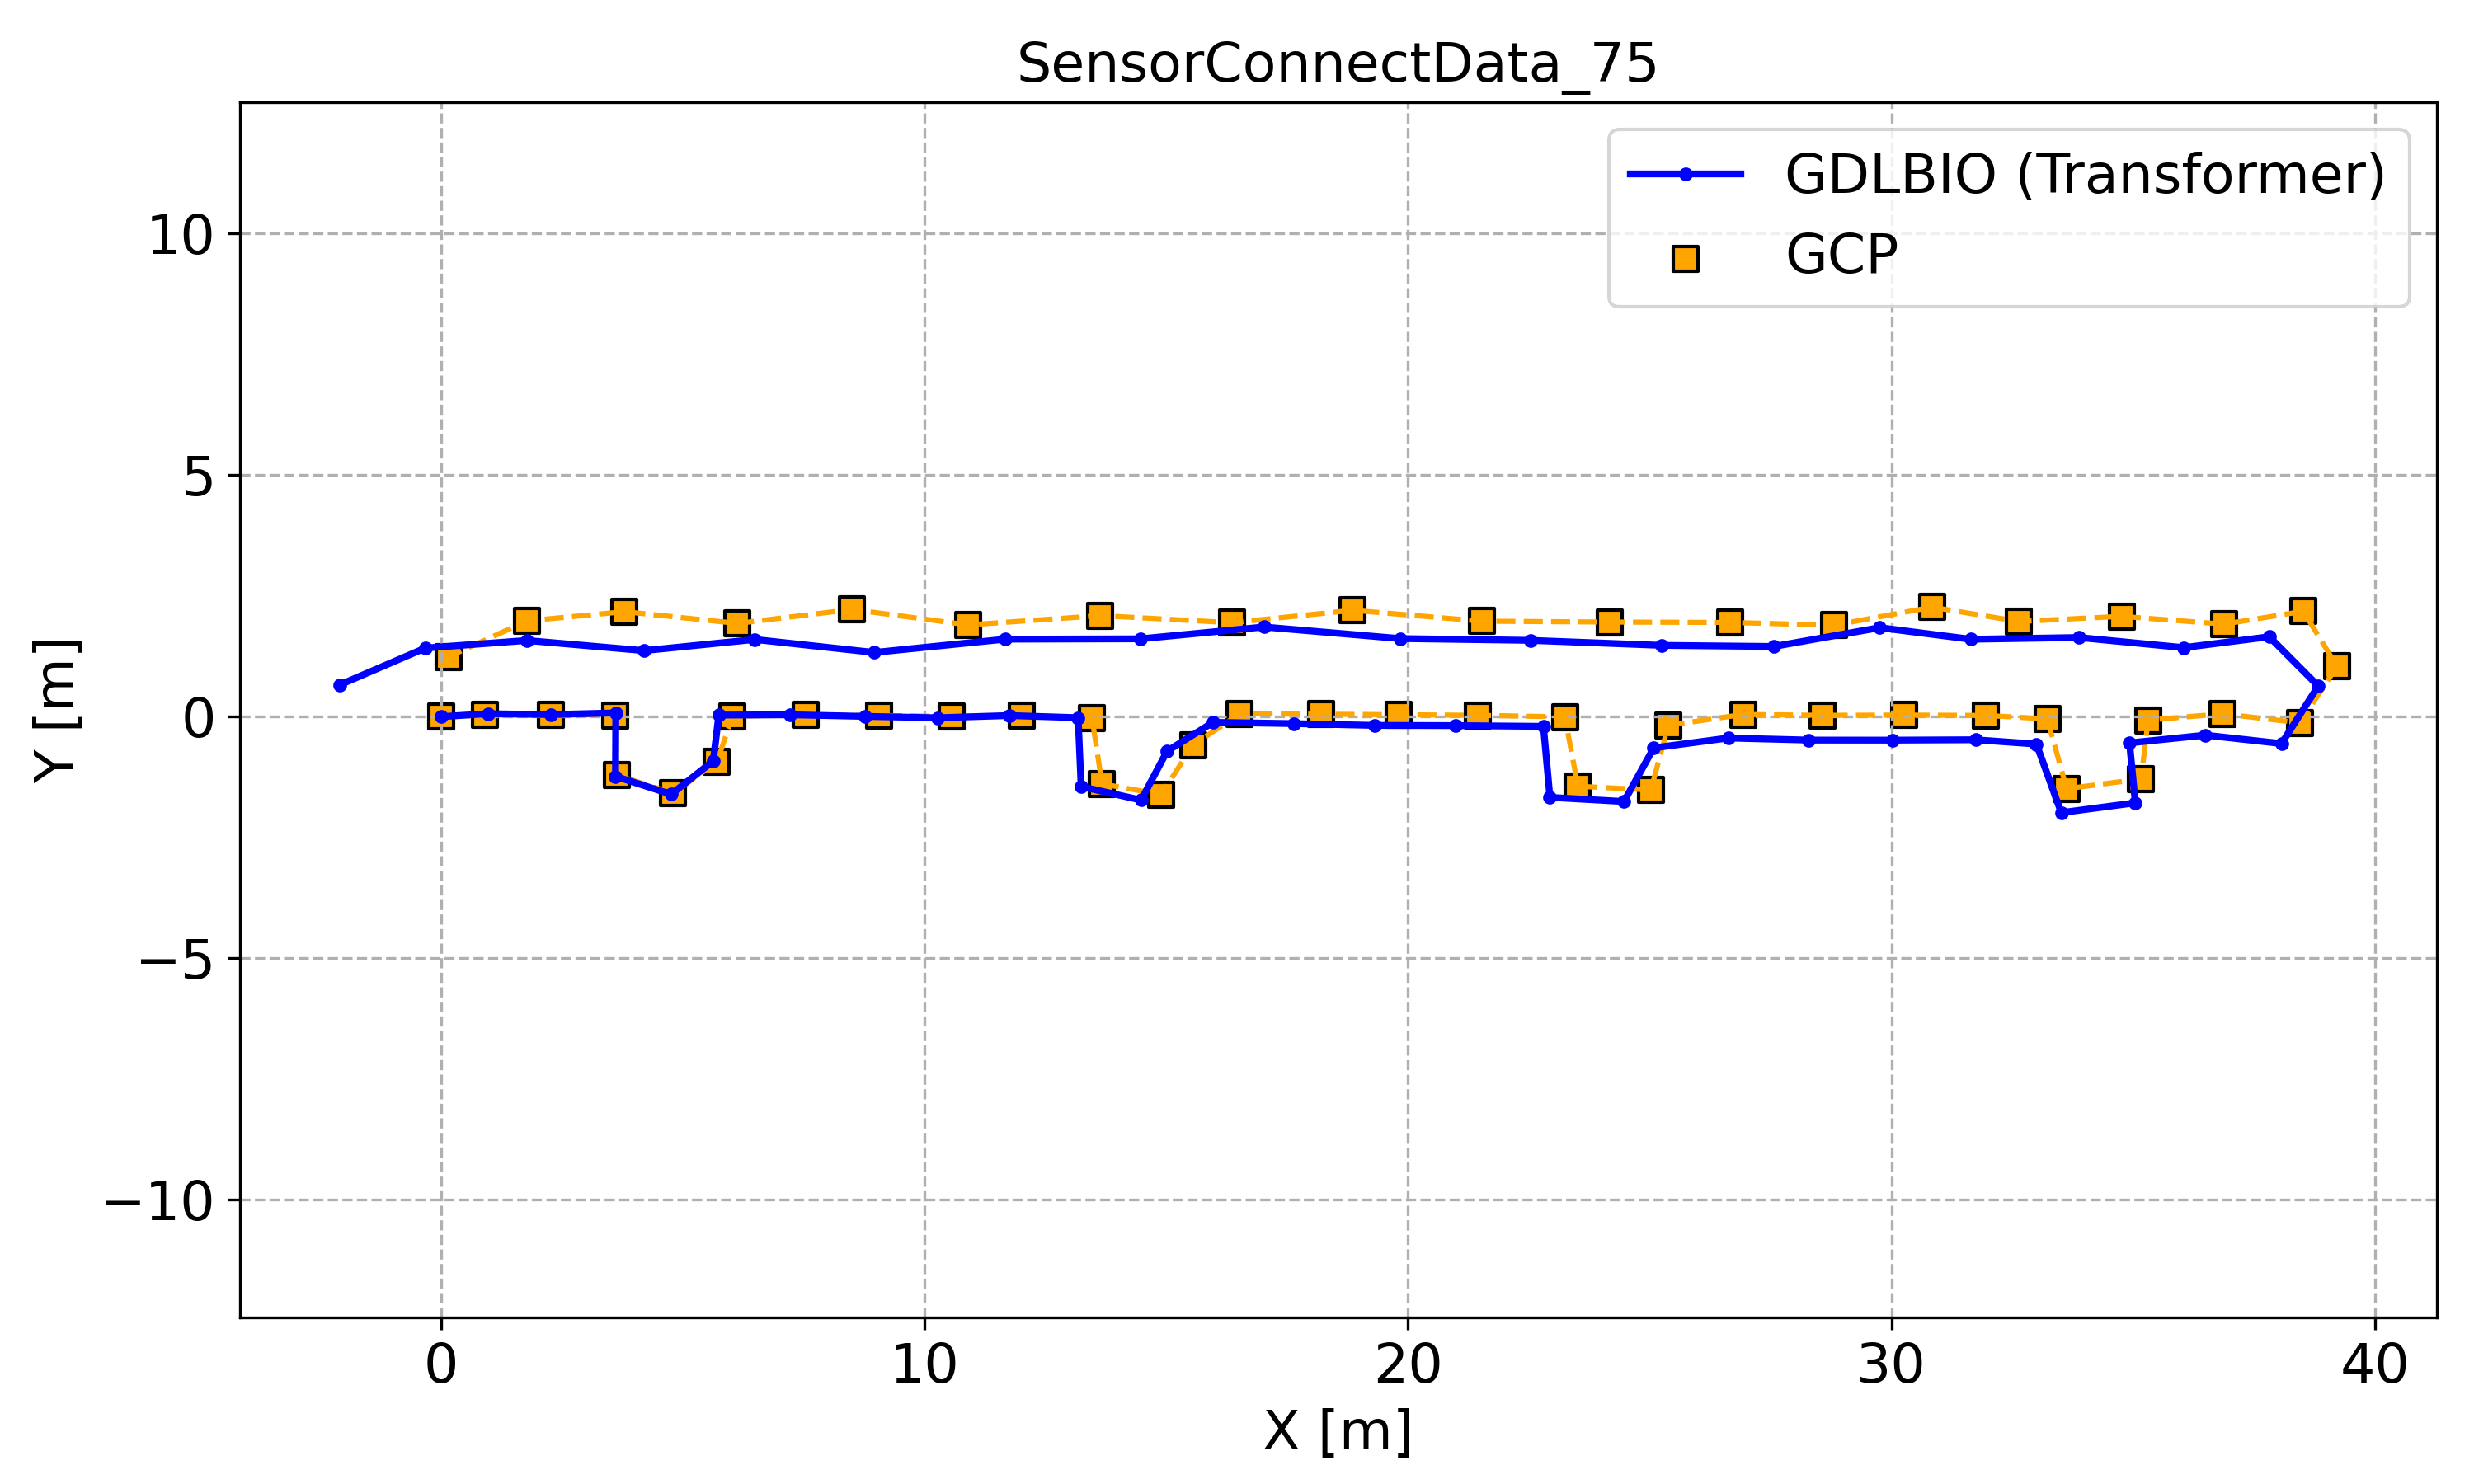 SensorConnectData_75
GDLBIO (Transformer)
GCP
10
5
0
−5
−10
Y [m]
0
10
20
30
40
X [m]